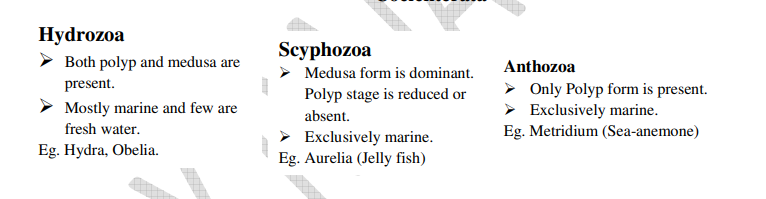 Hydrozoa
➢ Both polyp and medusa are
present.
➢ Mostly marine and few are
fresh water.
Eg. Hydra, Obelia.
Scyphozoa
➢ Medusa form is dominant.
Polyp stage is reduced or
absent.
➢ Exclusively marine.
Eg. Aurelia (Jelly fish)
Anthozoa
➢ Only Polyp form is present.
➢ Exclusively marine.
Eg. Metridium (Sea-anemone)